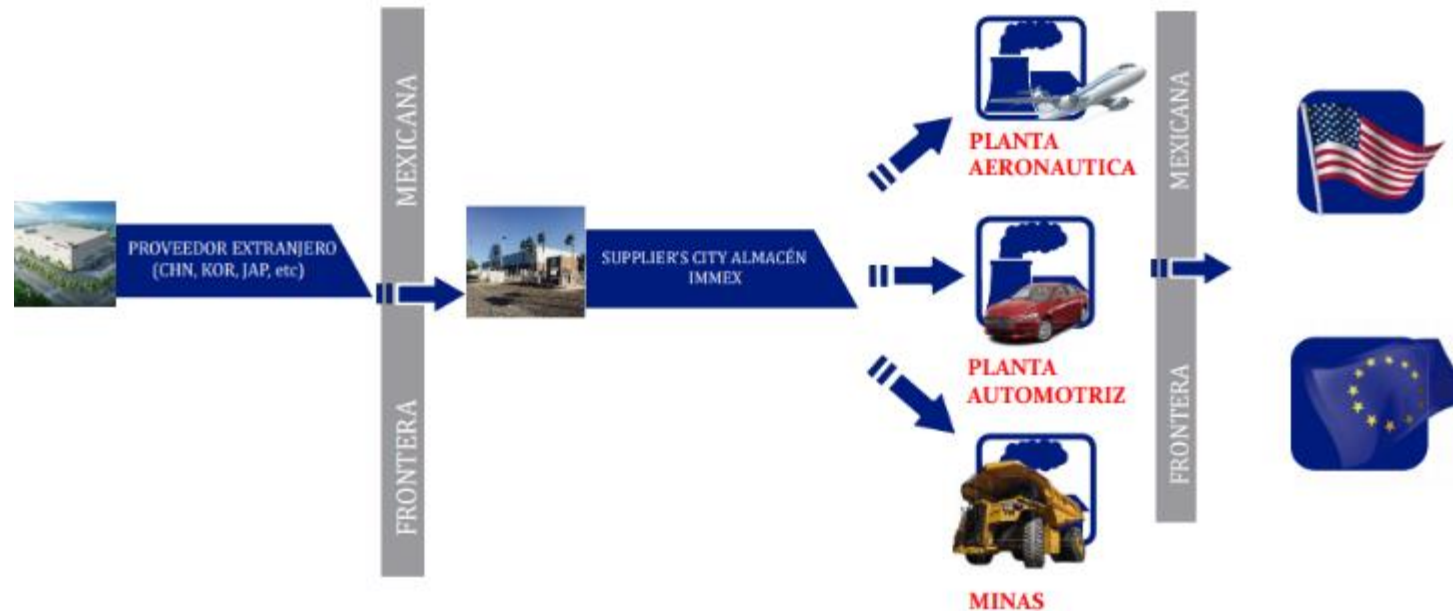 PROVEEDOR EXTRANJERO
(CHN, KOR, JAP, etc)
FRONTERA MEXICANA
SUPPLIER'S CITY ALMACÉN
IMMEX
PLANTA
AERONAUTICA
PLANTA
AUTOMOTRIZ
MINAS
FRONTERA MEXICANA